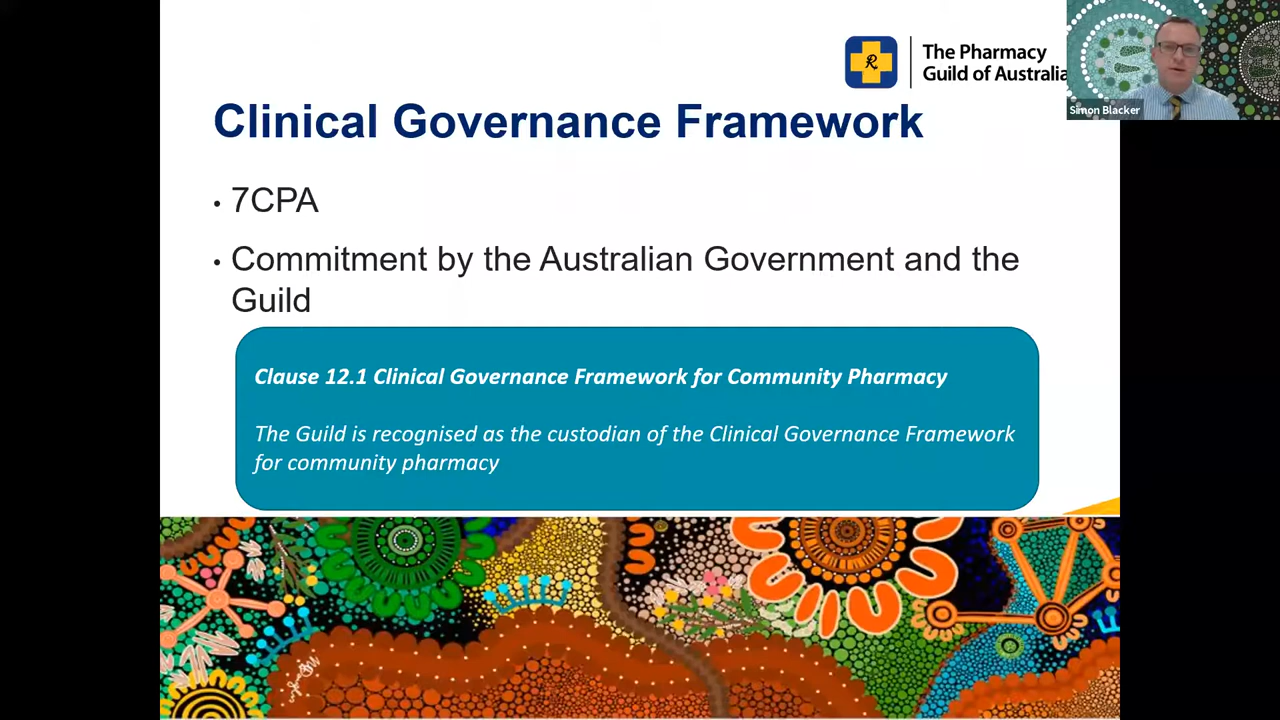 The Pharmacy
Guild of Australia
Simon Blacker
Clinical Governance Framework
• 7CPA
• Commitment by the Australian Government and the
Guild
Clause 12.1 Clinical Governance Framework for Community Pharmacy
The Guild is recognised as the custodian of the Clinical Governance Framework
for community pharmacy